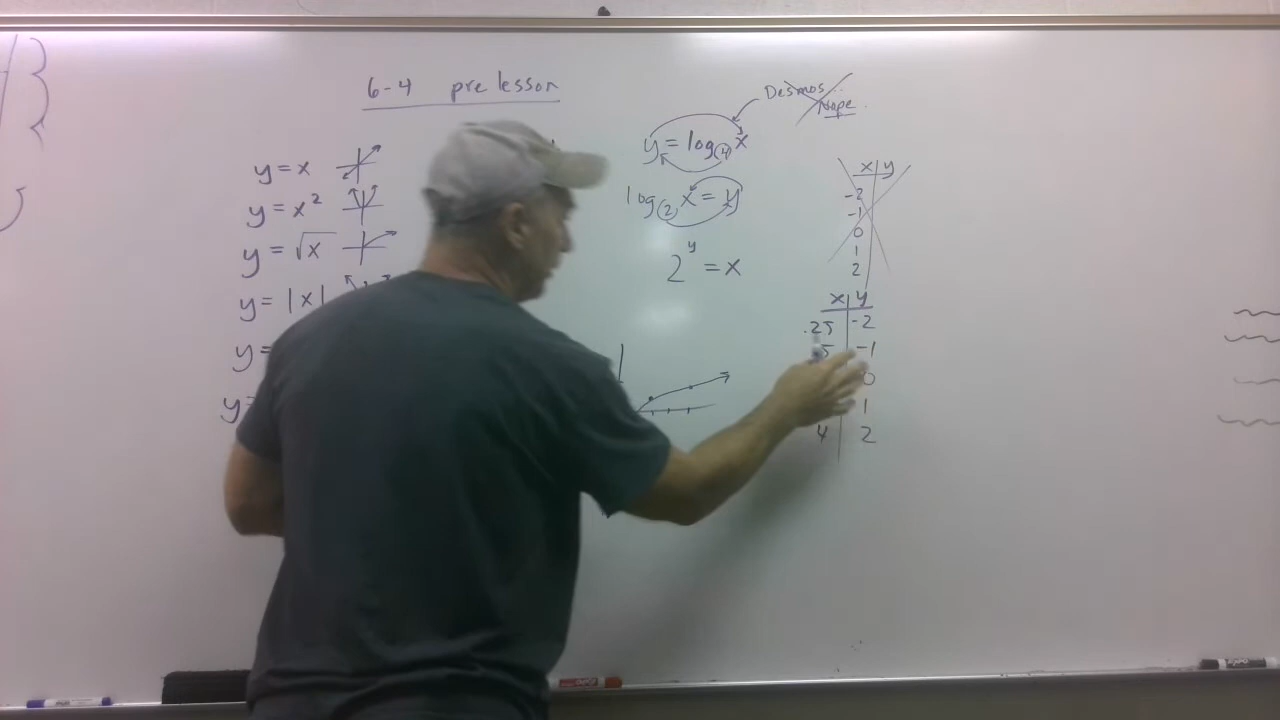 6-4 pre lesson
y = x
y = x²
y = √x
y = |x|
y =
y =
Desmos
Nope
y = log₄ x
log₂ x = y
2^y = x
x | y
-2
-1
0
1
2
x | y
.25 | -2
5 | -1
0
1
4 | 2